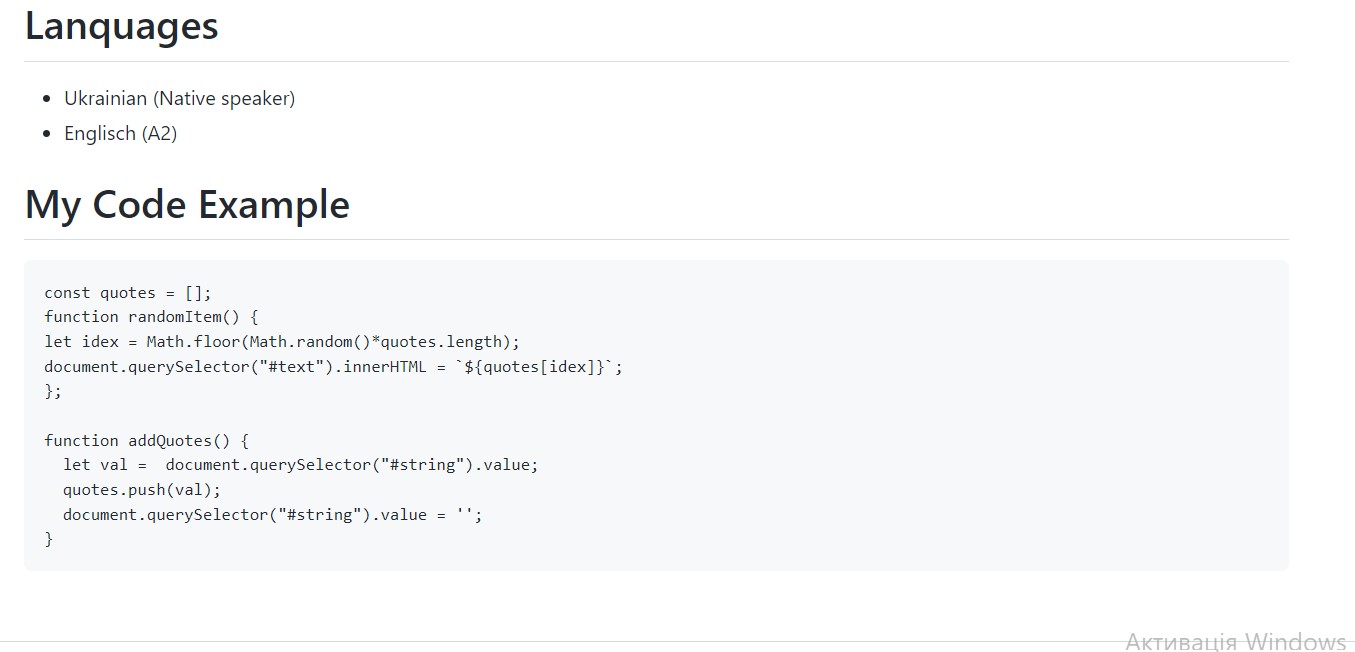 Lanquages
• Ukrainian (Native speaker)
• Englisch (A2)
My Code Example
const quotes = [];
function randomItem() {
let idex = Math.floor(Math.random()*quotes.length);
document.querySelector("#text").innerHTML = `${quotes[idex]}`;
};

function addQuotes() {
  let val =  document.querySelector("#string").value;
  quotes.push(val);
  document.querySelector("#string").value = '';
}
Активація Windows